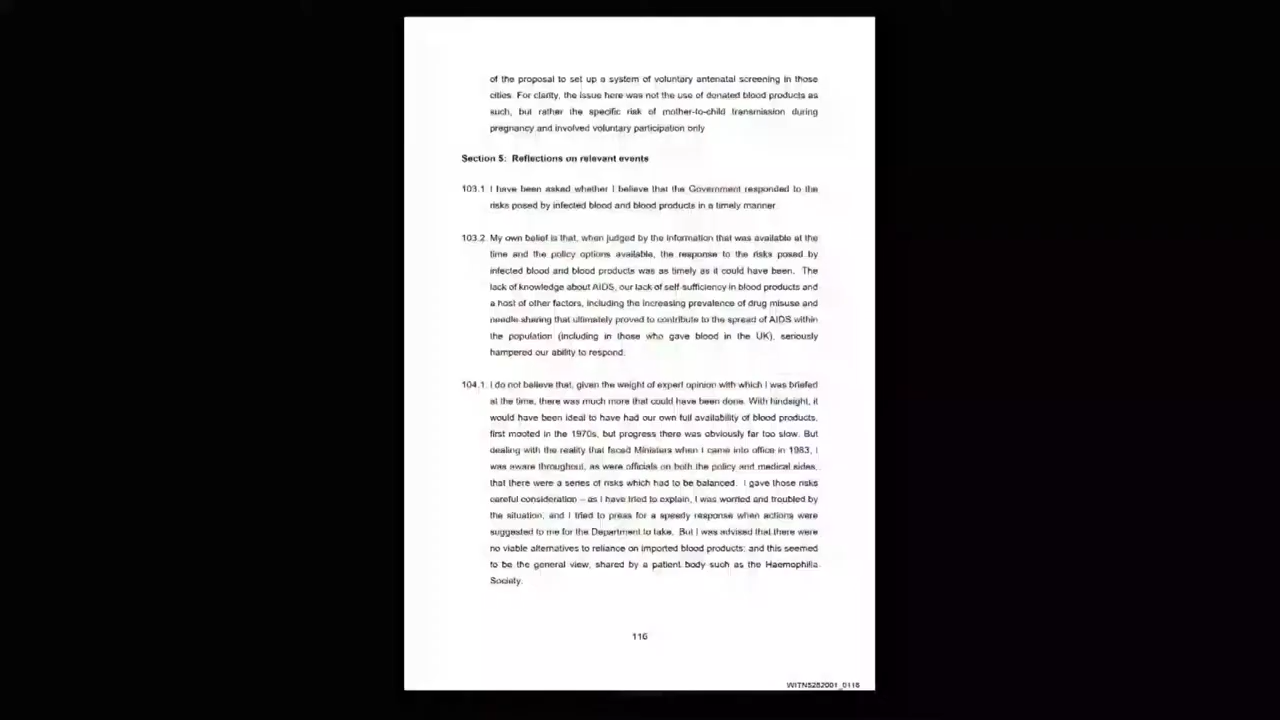 of the proposal to set up a system of voluntary antenatal screening in those
cities. For clarity, the issue here was not the use of donated blood products as
such, but rather the specific risk of mother-to-child transmission during
pregnancy and involved voluntary participation only
Section 5: Reflections on relevant events
103.1 I have been asked whether I believe that the Government responded to the
risks posed by infected blood and blood products in a timely manner.
103.2. My own belief is that, when judged by the information that was available at the
time and the policy options available, the response to the risks posed by
infected blood and blood products was as timely as it could have been. The
lack of knowledge about AIDS, our lack of self-sufficiency in blood products and
a host of other factors, including the increasing prevalence of drug misuse and
needle sharing that ultimately proved to contribute to the spread of AIDS within
the population (including in those who gave blood in the UK), seriously
hampered our ability to respond.
104.1. I do not believe that, given the weight of expert opinion with which I was briefed
at the time, there was much more that could have been done. With hindsight, it
would have been ideal to have had our own full availability of blood products,
first mooted in the 1970s, but progress there was obviously far too slow. But
dealing with the reality that faced Ministers when I came into office in 1983, I
was aware throughout, as were officials on both the policy and medical sides,
that there were a series of risks which had to be balanced. I gave those risks
careful consideration – as I have tried to explain, I was worried and troubled by
the situation, and I tried to press for a speedy response when actions were
suggested to me for the Department to take. But I was advised that there were
no viable alternatives to reliance on imported blood products; and this seemed
to be the general view, shared by a patient body such as the Haemophilia
Society.
116
WITN5282001_0116